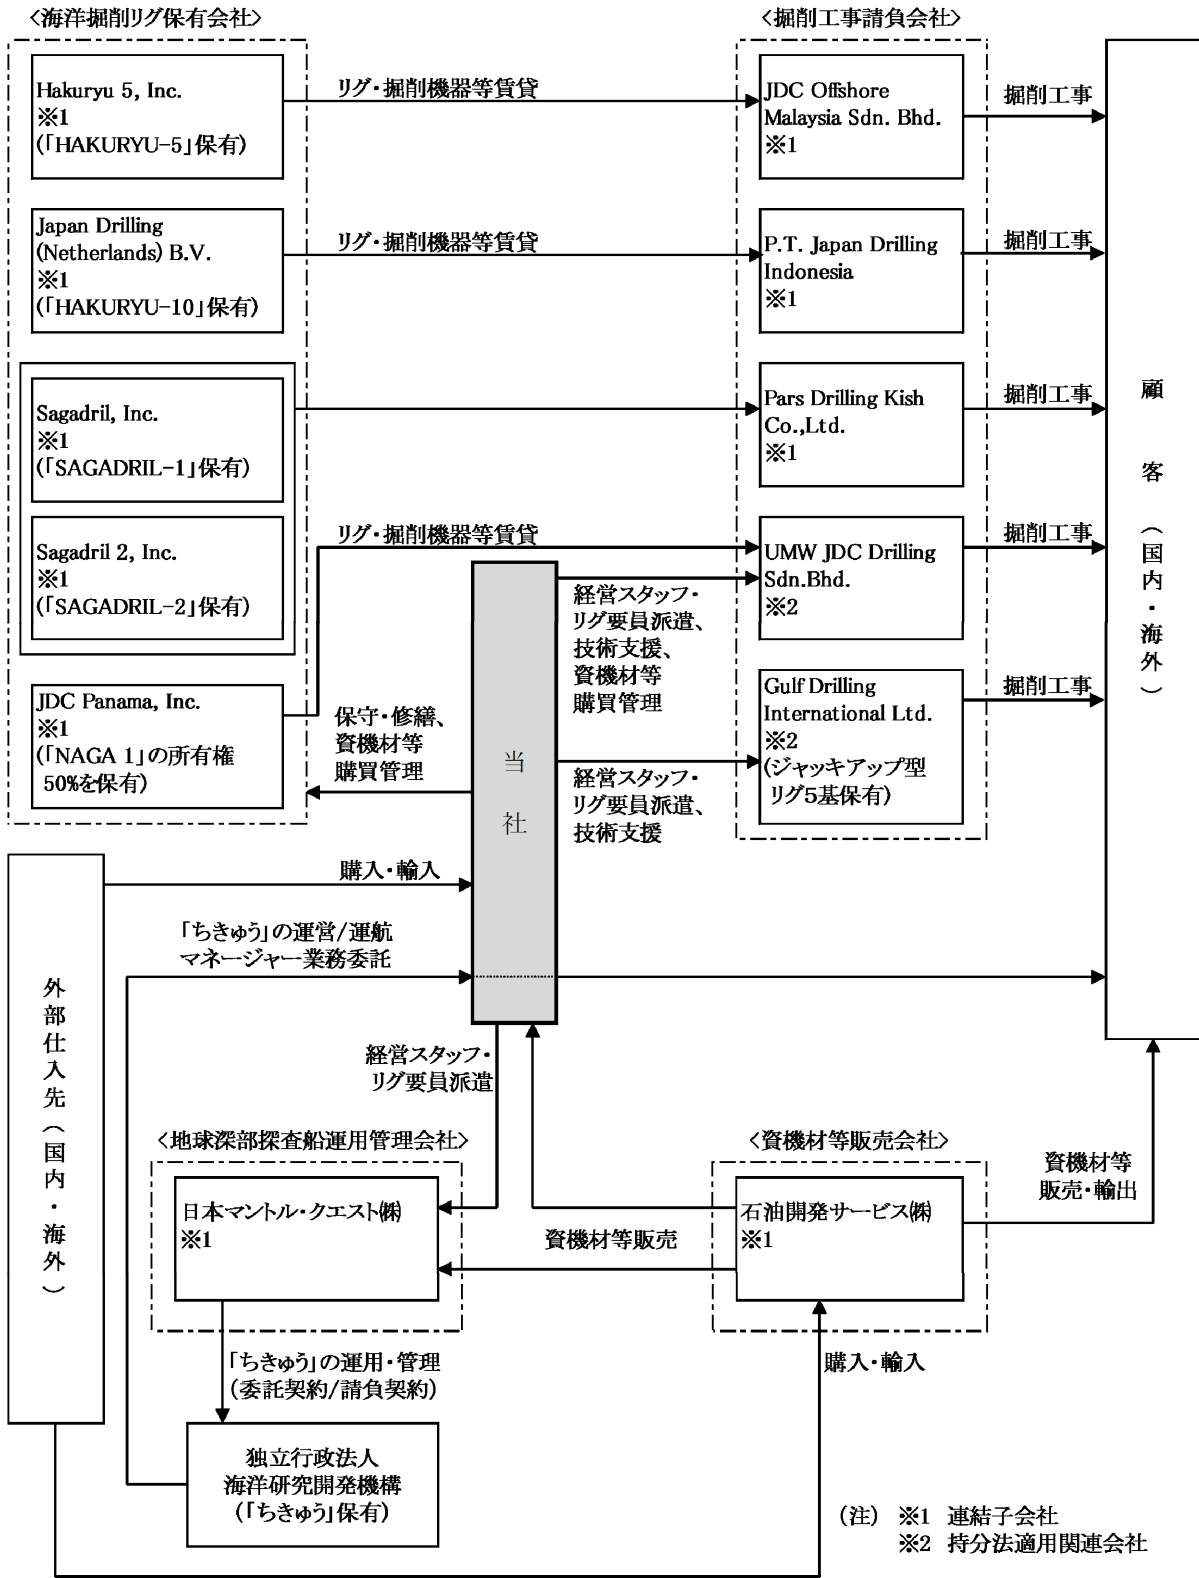 〈海洋掘削リグ保有会社〉
〈掘削工事請負会社〉
Hakuryu 5, Inc.
※1
(「HAKURYU-5」保有)
リグ・掘削機器等賃貸
JDC Offshore
Malaysia Sdn. Bhd.
※1
掘削工事
Japan Drilling
(Netherlands) B.V.
※1
(「HAKURYU-10」保有)
リグ・掘削機器等賃貸
P.T. Japan Drilling
Indonesia
※1
掘削工事
Sagadril, Inc.
※1
(「SAGADRIL-1」保有)
Pars Drilling Kish
Co.,Ltd.
※1
掘削工事
Sagadril 2, Inc.
※1
(「SAGADRIL-2」保有)
リグ・掘削機器等賃貸
UMW JDC Drilling
Sdn.Bhd.
※2
掘削工事
経営スタッフ・
リグ要員派遣、
技術支援、
資機材等
購買管理
JDC Panama, Inc.
※1
(「NAGA 1」の所有権
50%を保有)
保守・修繕、
資機材等
購買管理
当社
Gulf Drilling
International Ltd.
※2
(ジャッキアップ型
リグ5基保有)
掘削工事
経営スタッフ・
リグ要員派遣、
技術支援
顧客(国内・海外)
外部仕入先(国内・海外)
購入・輸入
「ちきゅう」の運営/運航
マネージャー業務委託
経営スタッフ・
リグ要員派遣
〈地球深部探査船運用管理会社〉
〈資機材等販売会社〉
日本マントル・クエスト㈱
※1
資機材等販売
石油開発サービス㈱
※1
資機材等
販売・輸出
「ちきゅう」の運用・管理
(委託契約/請負契約)
購入・輸入
独立行政法人
海洋研究開発機構
(「ちきゅう」保有)
(注) ※1 連結子会社
※2 持分法適用関連会社